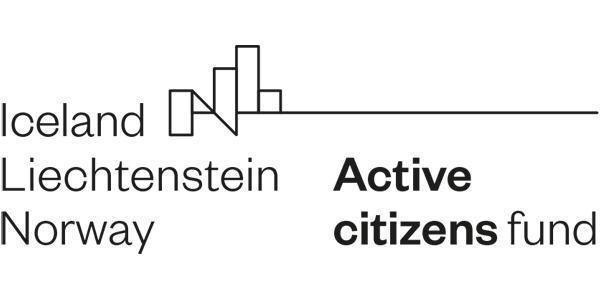 Iceland
Liechtenstein
Norway
Active
citizens fund